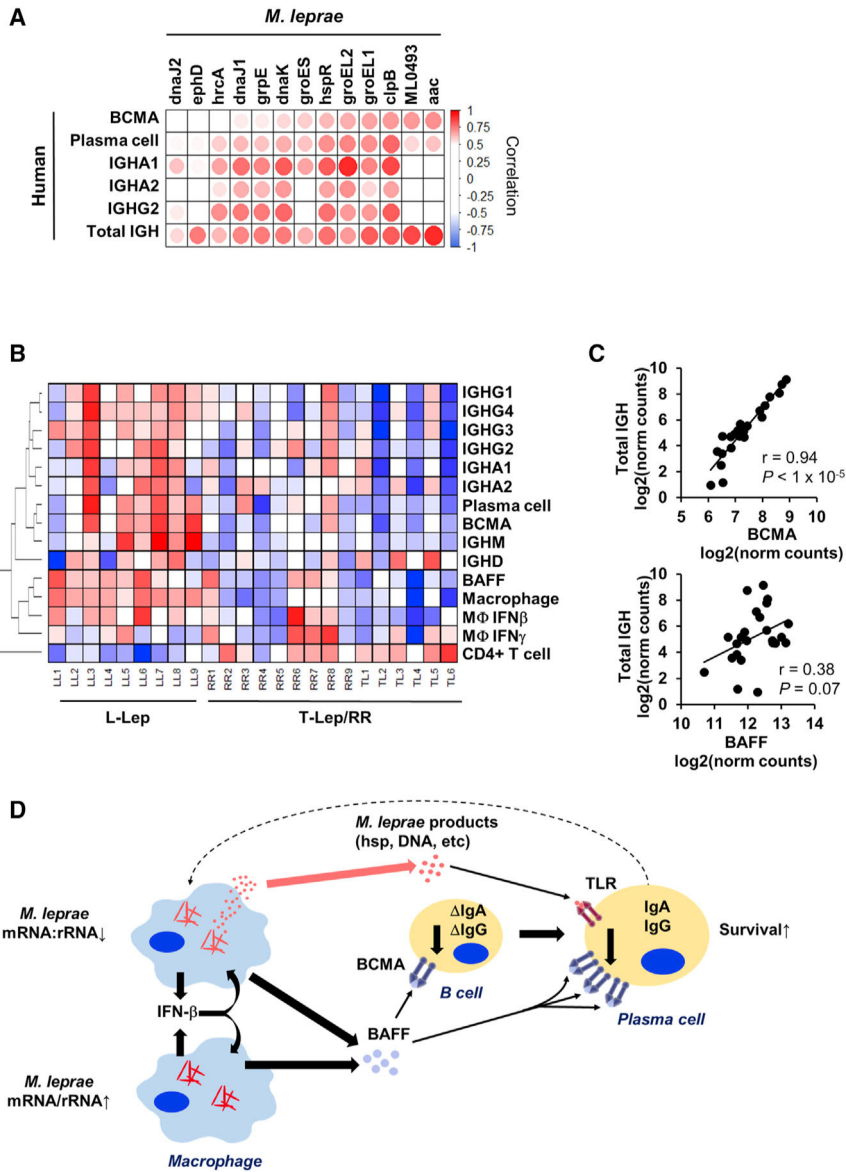 A
M. leprae
dnaJ2
ephD
hrcA
dnaJ1
grpE
dnaK
groES
hspR
groEL2
groEL1
clpB
ML0493
aac
Human
BCMA
Plasma cell
IGHA1
IGHA2
IGHG2
Total IGH
1
0.75
0.5
0.25
0
-0.25
-0.5
-0.75
-1
Correlation
B
IGHG1
IGHG4
IGHG3
IGHG2
IGHA1
IGHA2
Plasma cell
BCMA
IGHM
IGHD
BAFF
Macrophage
MΦ IFNβ
MΦ IFNγ
CD4+ T cell
LL1
LL2
LL3
LL4
LL5
LL6
LL7
LL8
LL9
RR1
RR2
RR3
RR4
RR5
RR6
RR7
RR8
RR9
TL1
TL2
TL3
TL4
TL5
TL6
L-Lep
T-Lep/RR
C
Total IGH
log2(norm counts)
10
8
6
4
2
0
r = 0.94
P < 1 x 10-5
5 6 7 8 9 10
BCMA
log2(norm counts)
Total IGH
log2(norm counts)
10
8
6
4
2
0
r = 0.38
P = 0.07
10 11 12 13 14
BAFF
log2(norm counts)
D
M. leprae products
(hsp, DNA, etc)
TLR
M. leprae
mRNA:rRNA↓
ΔIgA
ΔIgG
IgA
IgG
Survival↑
BCMA
B cell
Plasma cell
IFN-β
BAFF
M. leprae
mRNA/rRNA↑
Macrophage